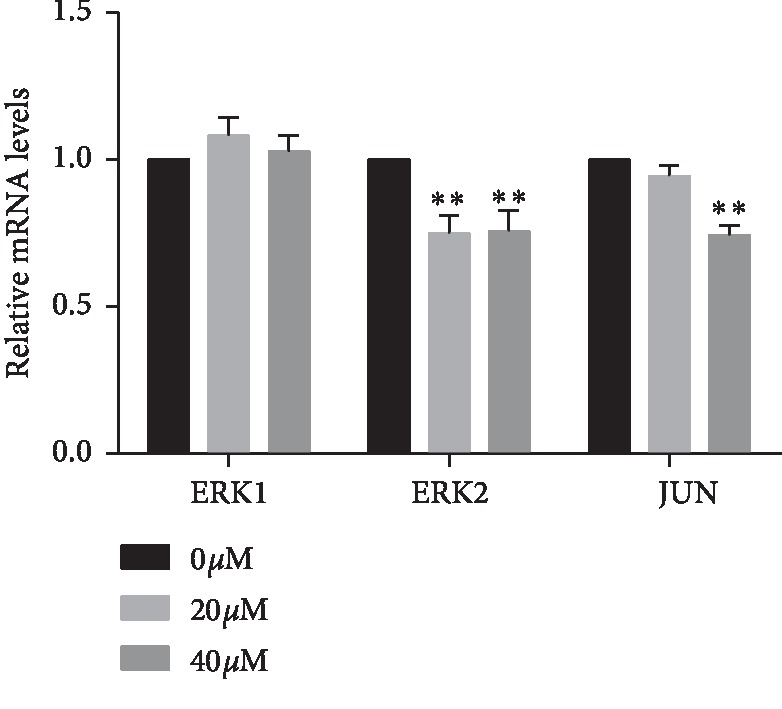 Relative mRNA levels
1.5
1.0
0.5
0.0
** ** **
ERK1 ERK2 JUN
0μM
20μM
40μM